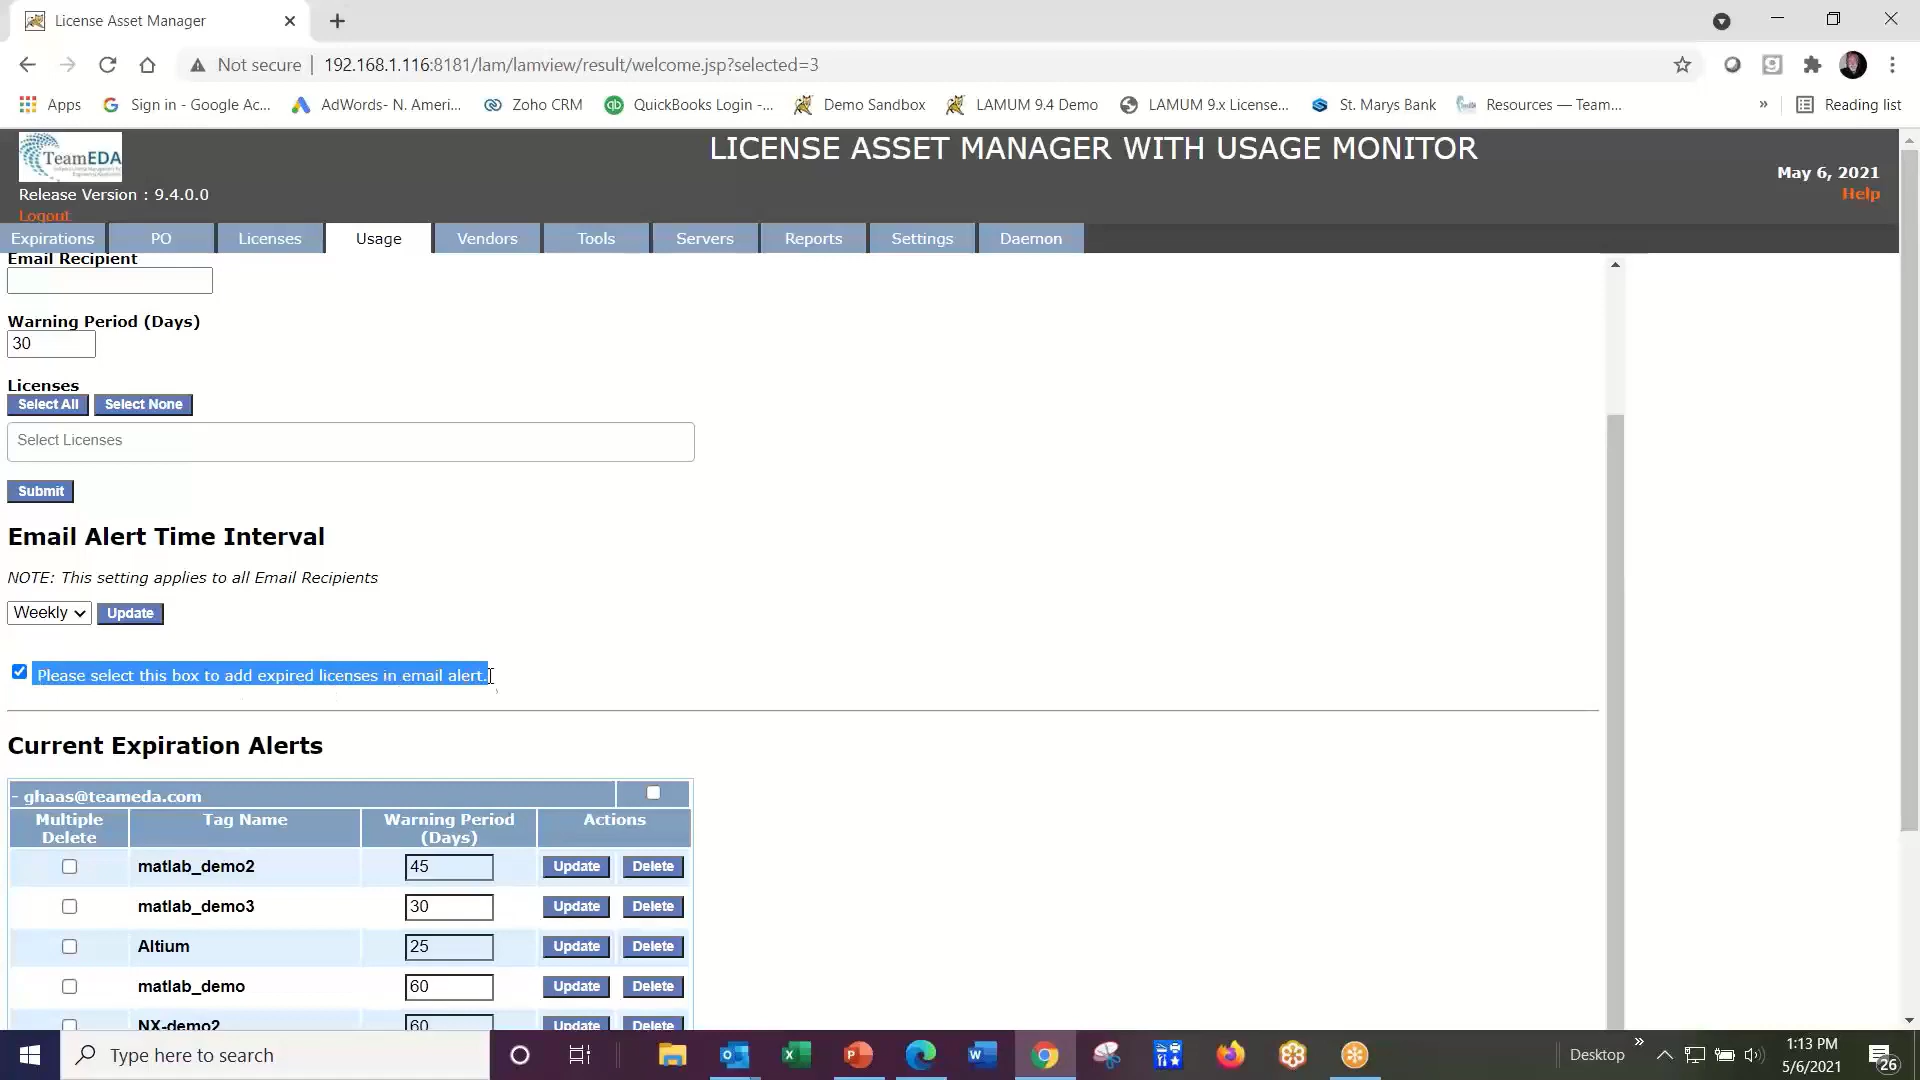 License Asset Manager
Not secure | 192.168.1.116:8181/lam/lamview/result/welcome.jsp?selected=3
Apps Sign in - Google Ac... AdWords- N. Ameri... Zoho CRM QuickBooks Login -... Demo Sandbox LAMUM 9.4 Demo LAMUM 9.x License... St. Marys Bank Resources — Team... » Reading list
TeamEDA
LICENSE ASSET MANAGER WITH USAGE MONITOR
May 6, 2021
Release Version : 9.4.0.0
Help
Logout
Expirations PO Licenses Usage Vendors Tools Servers Reports Settings Daemon
Email Recipient
Warning Period (Days)
30
Licenses
Select All Select None
Select Licenses
Submit
Email Alert Time Interval
NOTE: This setting applies to all Email Recipients
Weekly Update
Please select this box to add expired licenses in email alert.
Current Expiration Alerts
- ghaas@teameda.com
Multiple Delete Tag Name Warning Period (Days) Actions
matlab_demo2 45 Update Delete
matlab_demo3 30 Update Delete
Altium 25 Update Delete
matlab_demo 60 Update Delete
NX-demo2 60 Update Delete
Type here to search
Desktop »
1:13 PM
5/6/2021
26